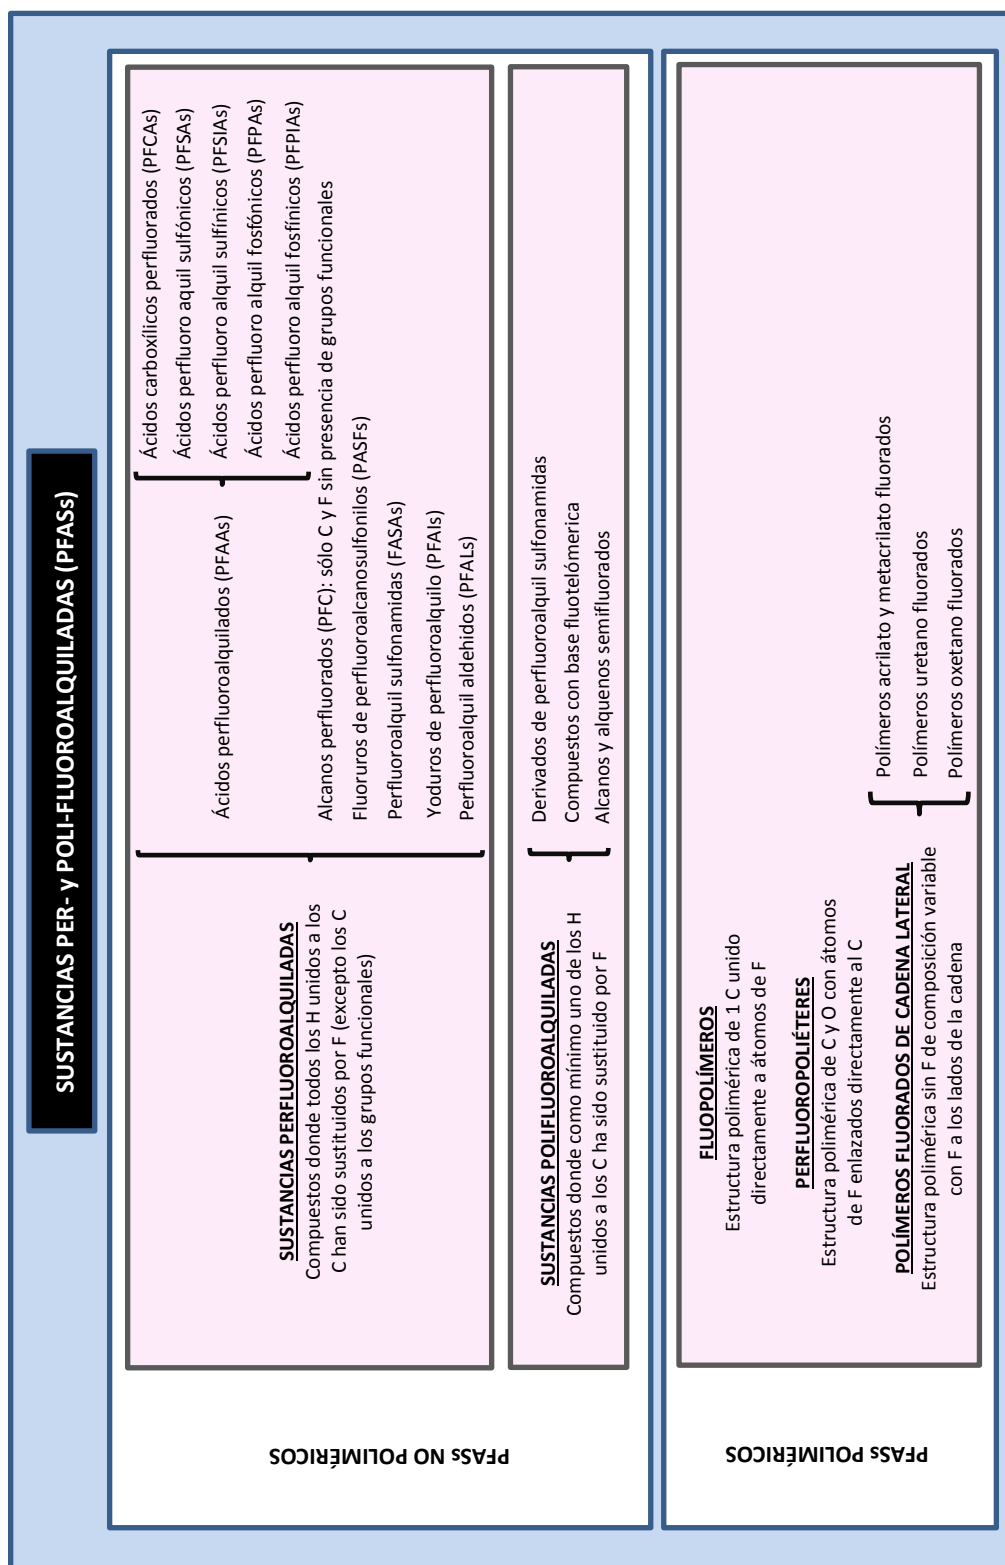 SUSTANCIAS PER- y POLI-FLUOROALQUILADAS (PFASs)
PFASs NO POLIMÉRICOS
SUSTANCIAS PERFLUOROALQUILADAS
Compuestos donde todos los H unidos a los
C han sido sustituidos por F (excepto los C
unidos a los grupos funcionales)
Ácidos perfluoroalquilados (PFAAs)
Ácidos carboxílicos perfluorados (PFCAs)
Ácidos perfluoro aquil sulfónicos (PFSAs)
Ácidos perfluoro alquil sulfínicos (PFSIAs)
Ácidos perfluoro alquil fosfónicos (PFPAs)
Ácidos perfluoro alquil fosfínicos (PFPIAs)
Alcanos perfluorados (PFC): sólo C y F sin presencia de grupos funcionales
Fluoruros de perfluoroalcanosulfonilos (PASFs)
Perfluoroalquil sulfonamidas (FASAs)
Yoduros de perfluoroalquilo (PFAIs)
Perfluoroalquil aldehidos (PFALs)
SUSTANCIAS POLIFLUOROALQUILADAS
Compuestos donde como mínimo uno de los H
unidos a los C ha sido sustituido por F
Derivados de perfluoroalquil sulfonamidas
Compuestos con base fluotelómerica
Alcanos y alquenos semifluorados
PFASs POLIMÉRICOS
FLUOPOLÍMEROS
Estructura polimérica de 1 C unido
directamente a átomos de F
PERFLUOROPOLIÉTERES
Estructura polimérica de C y O con átomos
de F enlazados directamente al C
POLÍMEROS FLUORADOS DE CADENA LATERAL
Estructura polimérica sin F de composición variable
con F a los lados de la cadena
Polímeros acrilato y metacrilato fluorados
Polímeros uretano fluorados
Polímeros oxetano fluorados